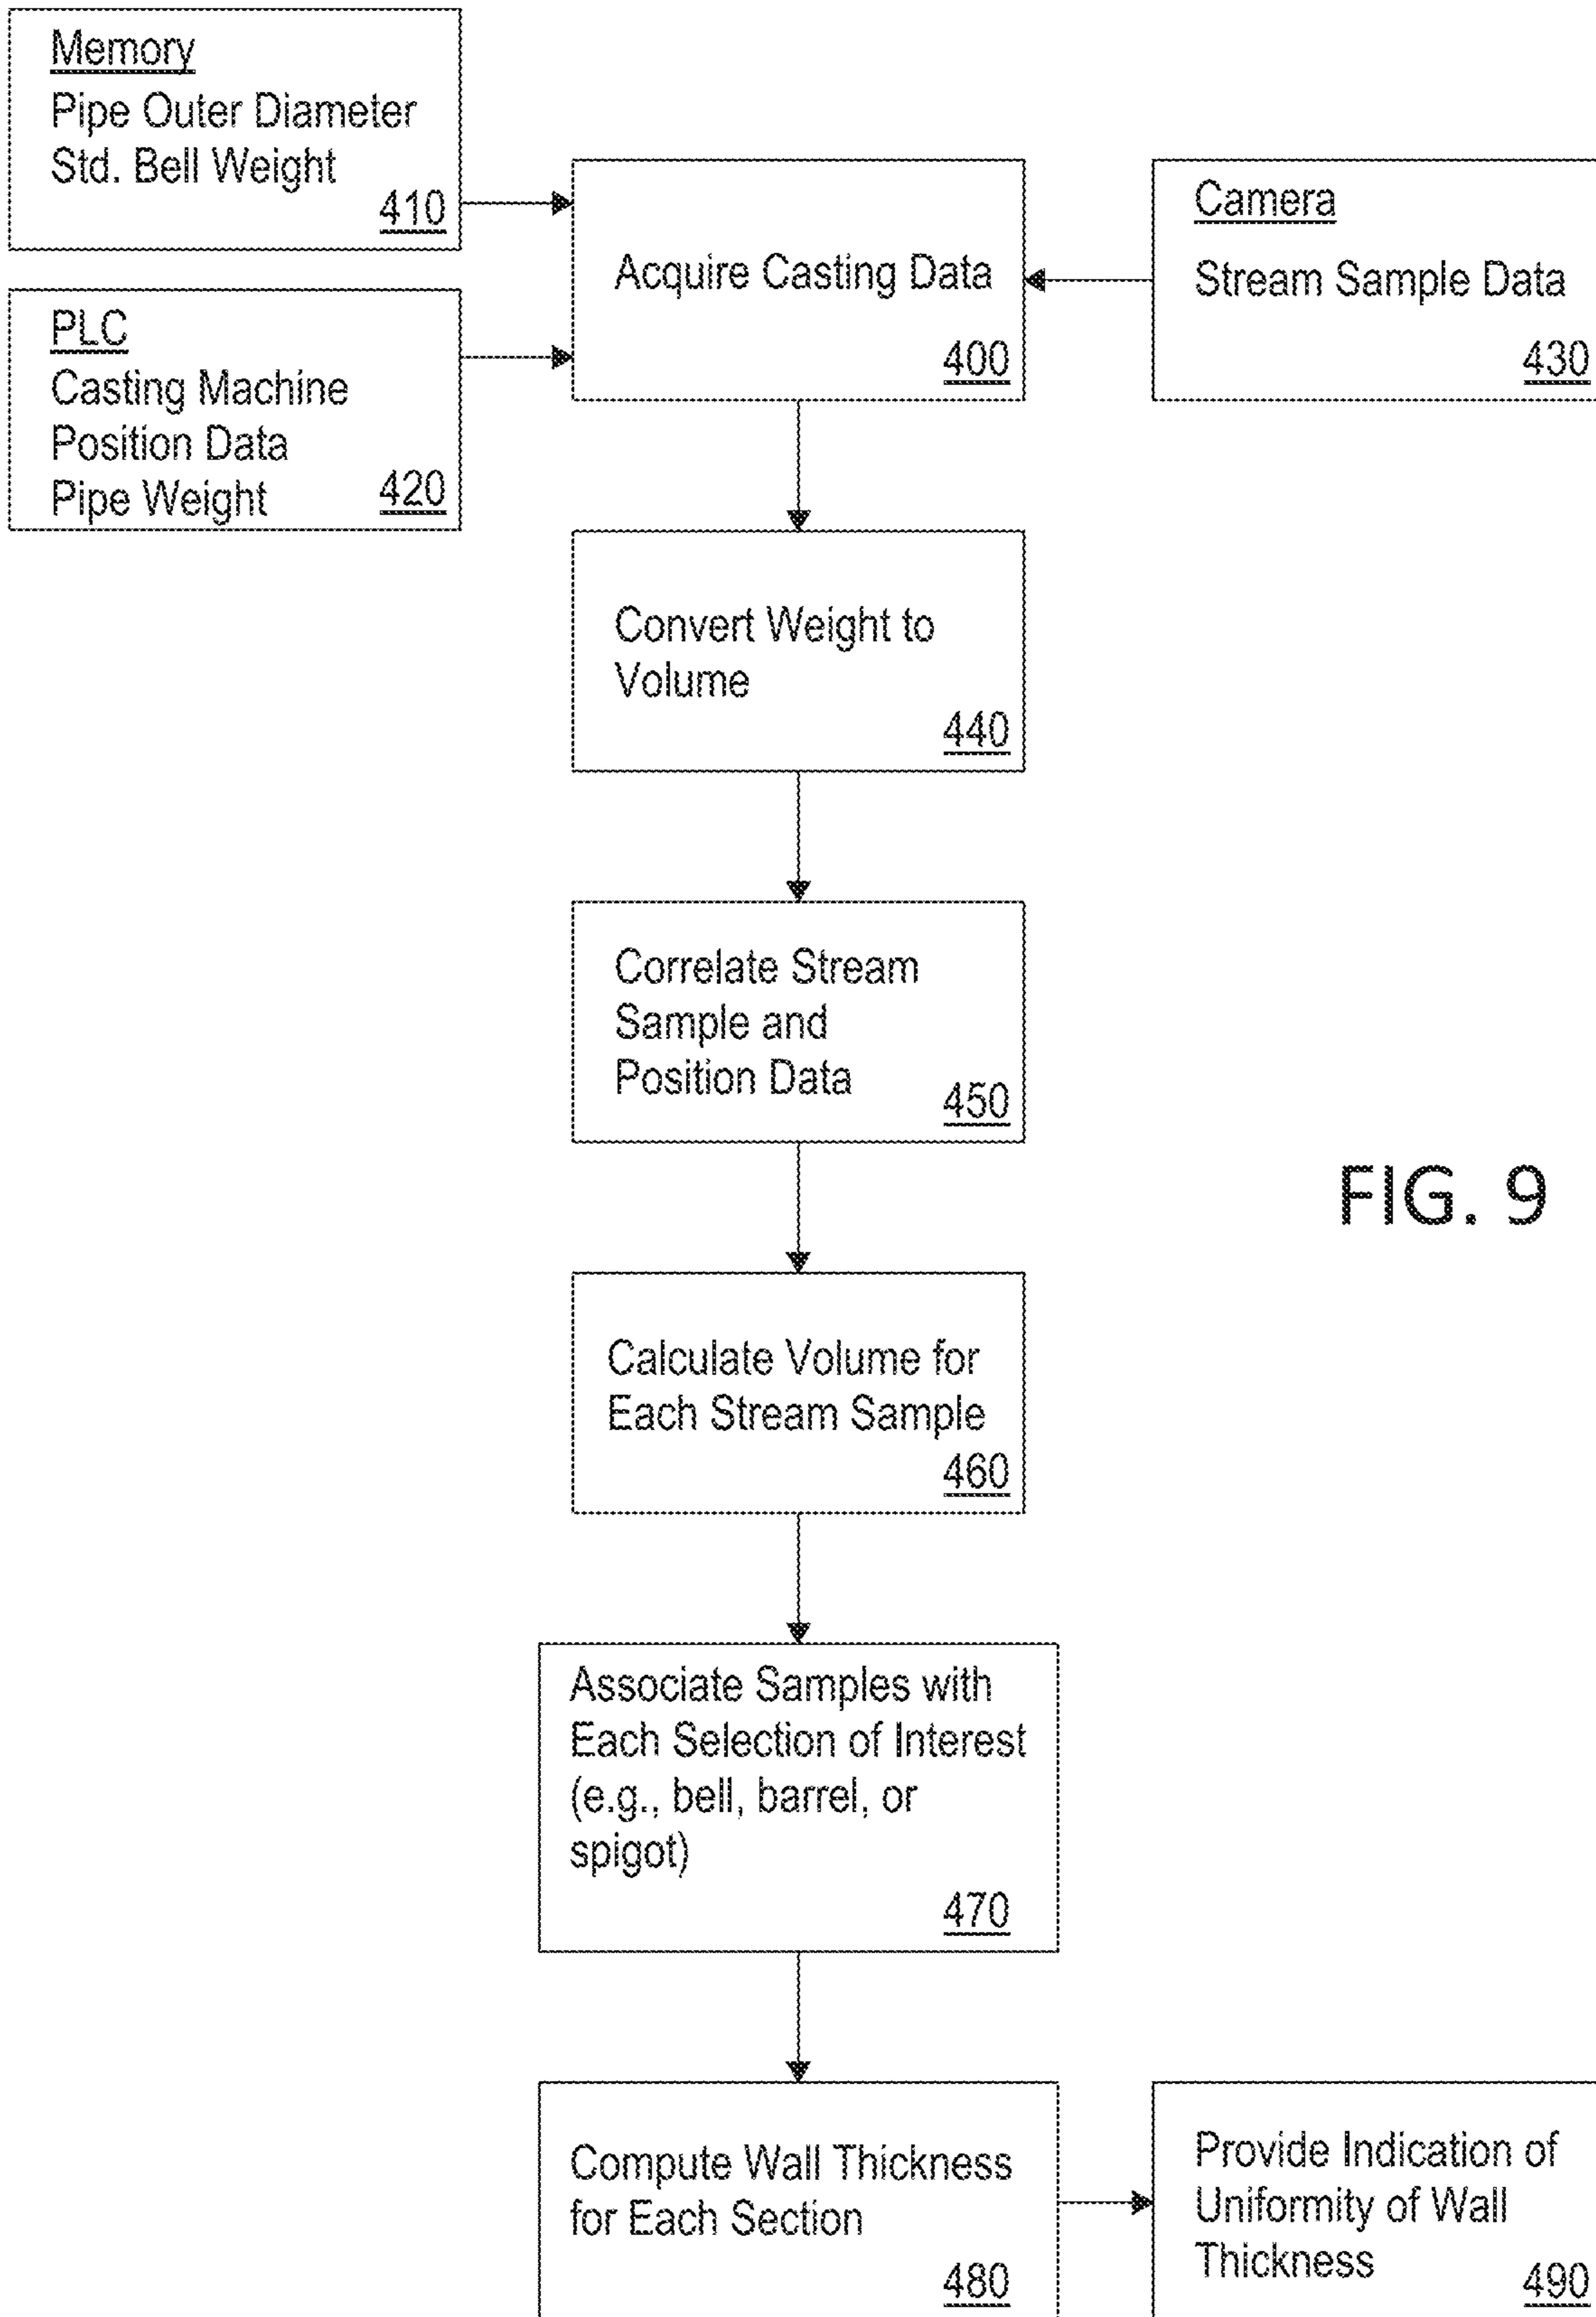 Memory
Pipe Outer Diameter
Std. Bell Weight
410
PLC
Casting Machine
Position Data
Pipe Weight
420
Acquire Casting Data
400
Camera
Stream Sample Data
430
Convert Weight to
Volume
440
Correlate Stream
Sample and
Position Data
450
FIG. 9
Calculate Volume for
Each Stream Sample
460
Associate Samples with
Each Selection of Interest
(e.g., bell, barrel, or
spigot)
470
Compute Wall Thickness
for Each Section
480
Provide Indication of
Uniformity of Wall
Thickness
490